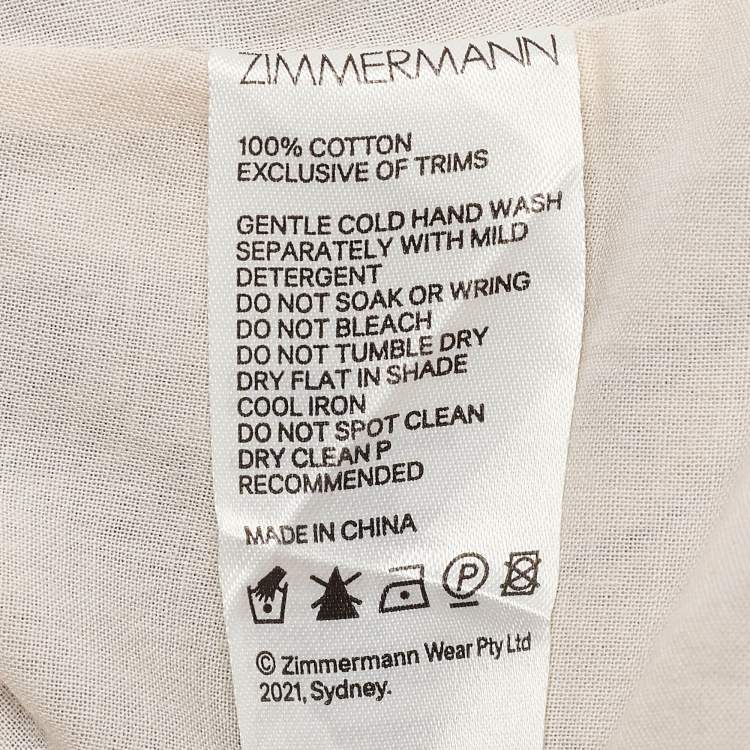 ZIMMERMANN
100% COTTON
EXCLUSIVE OF TRIMS
GENTLE COLD HAND WASH
SEPARATELY WITH MILD
DETERGENT
DO NOT SOAK OR WRING
DO NOT BLEACH
DO NOT TUMBLE DRY
DRY FLAT IN SHADE
COOL IRON
DO NOT SPOT CLEAN
DRY CLEAN P
RECOMMENDED
MADE IN CHINA
P
© Zimmermann Wear Pty Ltd
2021, Sydney.